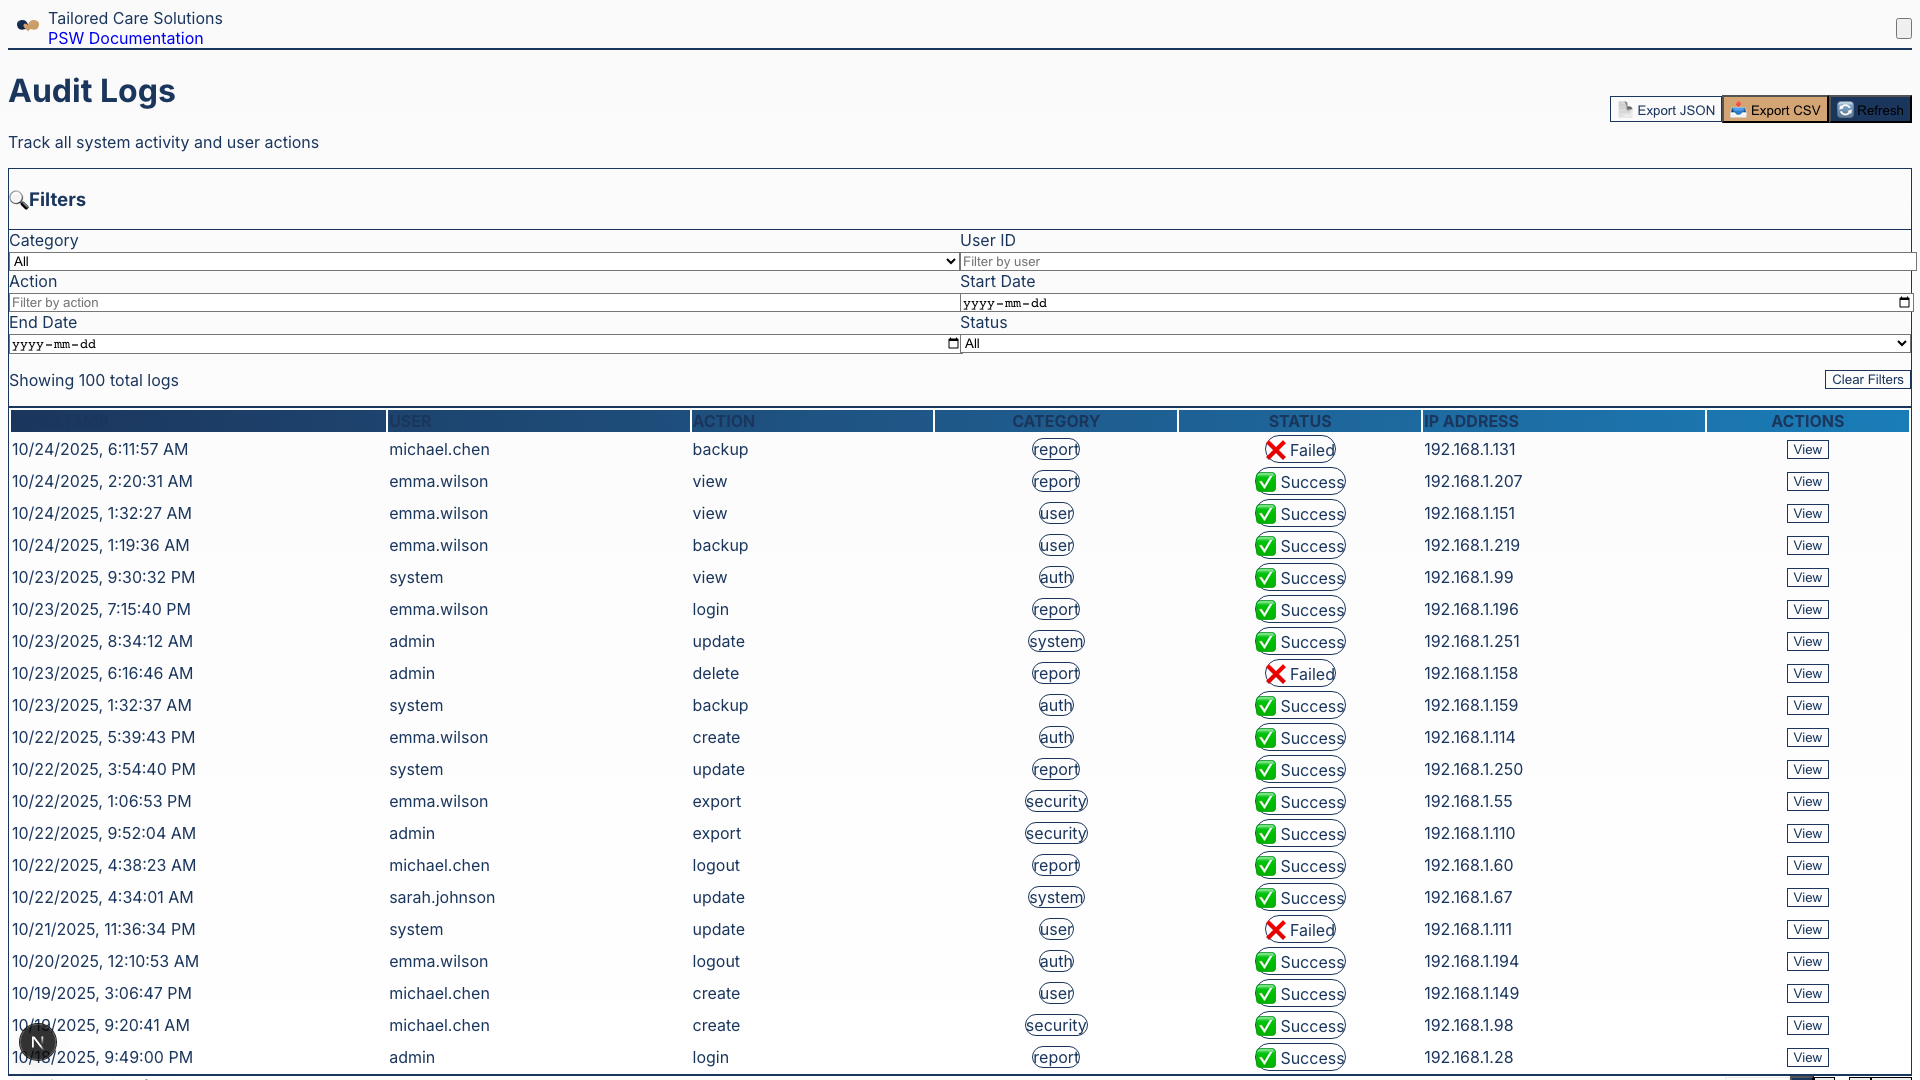 Tailored Care Solutions
PSW Documentation
Audit Logs
Export JSON Export CSV Refresh
Track all system activity and user actions
Filters
Category User ID
All Filter by user
Action Start Date
Filter by action yyyy-mm-dd
End Date Status
yyyy-mm-dd All
Showing 100 total logs Clear Filters
USER ACTION CATEGORY STATUS IP ADDRESS ACTIONS
10/24/2025, 6:11:57 AM michael.chen backup report Failed 192.168.1.131 View
10/24/2025, 2:20:31 AM emma.wilson view report Success 192.168.1.207 View
10/24/2025, 1:32:27 AM emma.wilson view user Success 192.168.1.151 View
10/24/2025, 1:19:36 AM emma.wilson backup user Success 192.168.1.219 View
10/23/2025, 9:30:32 PM system view auth Success 192.168.1.99 View
10/23/2025, 7:15:40 PM emma.wilson login report Success 192.168.1.196 View
10/23/2025, 8:34:12 AM admin update system Success 192.168.1.251 View
10/23/2025, 6:16:46 AM admin delete report Failed 192.168.1.158 View
10/23/2025, 1:32:37 AM system backup auth Success 192.168.1.159 View
10/22/2025, 5:39:43 PM emma.wilson create auth Success 192.168.1.114 View
10/22/2025, 3:54:40 PM system update report Success 192.168.1.250 View
10/22/2025, 1:06:53 PM emma.wilson export security Success 192.168.1.55 View
10/22/2025, 9:52:04 AM admin export security Success 192.168.1.110 View
10/22/2025, 4:38:23 AM michael.chen logout report Success 192.168.1.60 View
10/22/2025, 4:34:01 AM sarah.johnson update system Success 192.168.1.67 View
10/21/2025, 11:36:34 PM system update user Failed 192.168.1.111 View
10/20/2025, 12:10:53 AM emma.wilson logout auth Success 192.168.1.194 View
10/19/2025, 3:06:47 PM michael.chen create user Success 192.168.1.149 View
10/19/2025, 9:20:41 AM michael.chen create security Success 192.168.1.98 View
10/18/2025, 9:49:00 PM admin login report Success 192.168.1.28 View
N